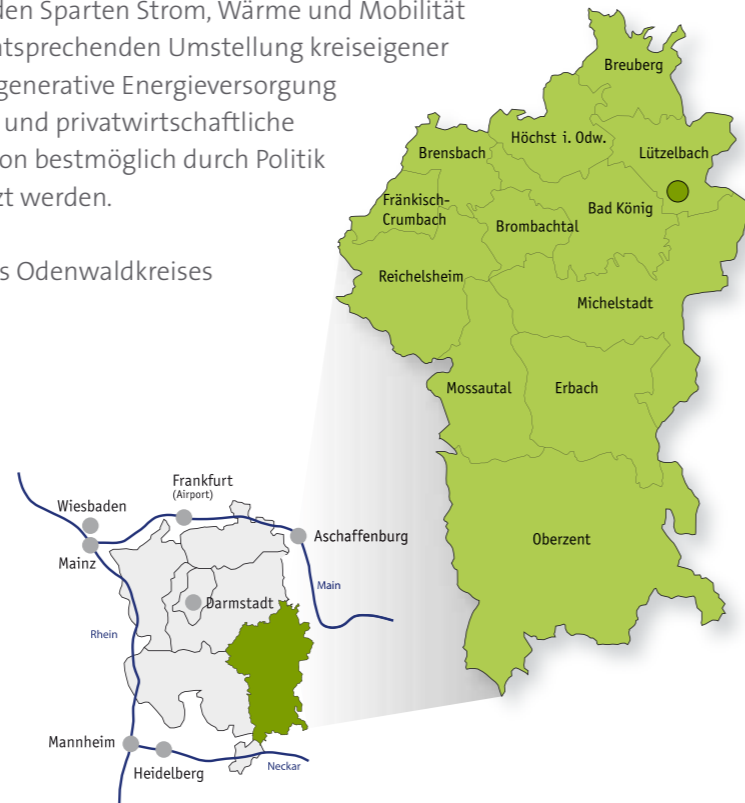 den Sparten Strom, Wärme und Mobilität
tsprechenden Umstellung kreiseigener
generative Energieversorgung
und privatwirtschaftliche
on bestmöglich durch Politik
zt werden.
s Odenwaldkreises
Breuberg
Höchst i. Odw.
Brensbach
Lützelbach
Fränkisch-
Crumbach
Bad König
Brombachtal
Reichelsheim
Michelstadt
Mossautal
Erbach
Oberzent
Frankfurt
(Airport)
Wiesbaden
Mainz
Aschaffenburg
Main
Darmstadt
Rhein
Mannheim
Heidelberg
Neckar